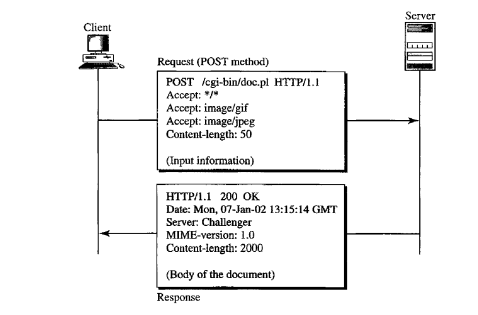 Client
Server
Request (POST method)
POST /cgi-bin/doc.pl HTTP/1.1
Accept: */*
Accept: image/gif
Accept: image/jpeg
Content-length: 50
(Input information)
HTTP/1.1 200 OK
Date: Mon, 07-Jan-02 13:15:14 GMT
Server: Challenger
MIME-version: 1.0
Content-length: 2000
(Body of the document)
Response